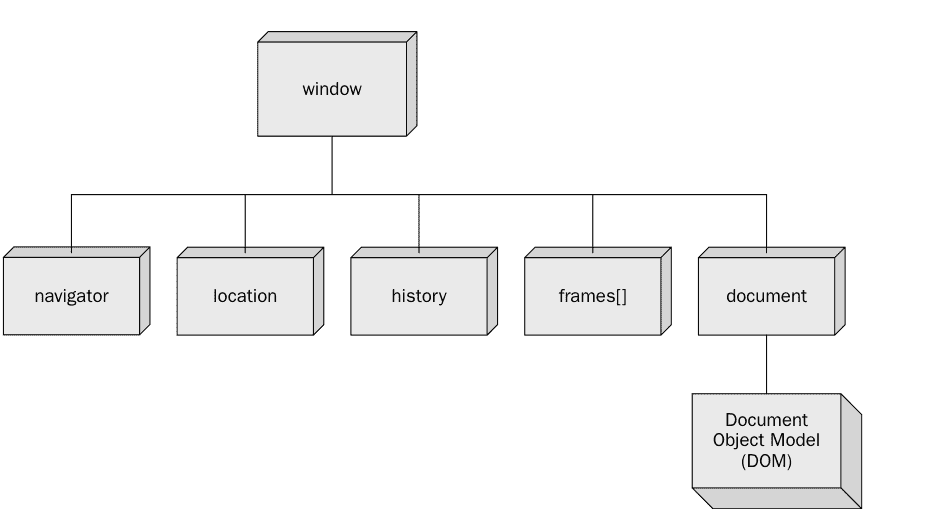 window
navigator
location
history
frames[]
document
Document
Object Model
(DOM)